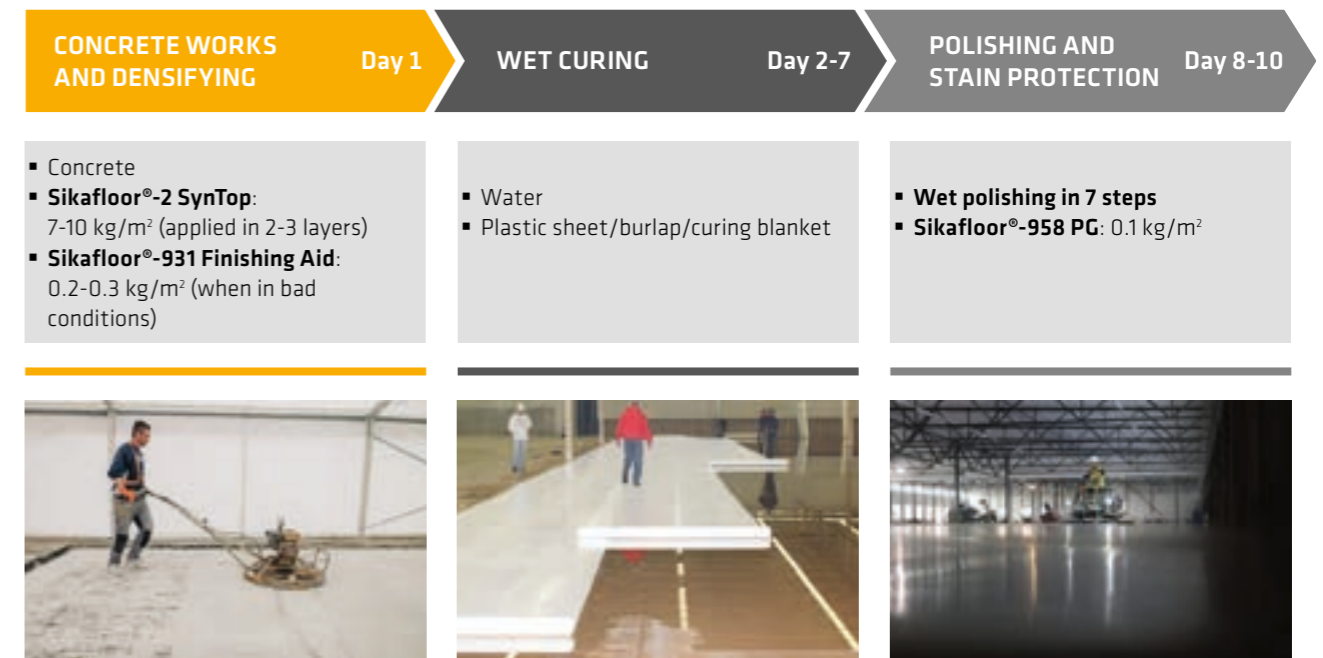 CONCRETE WORKS
AND DENSIFYING
Day 1
WET CURING
Day 2-7
POLISHING AND
STAIN PROTECTION
Day 8-10
▪ Concrete
▪ Sikafloor®-2 SynTop:
7-10 kg/m² (applied in 2-3 layers)
▪ Sikafloor®-931 Finishing Aid:
0.2-0.3 kg/m² (when in bad
conditions)
▪ Water
▪ Plastic sheet/burlap/curing blanket
▪ Wet polishing in 7 steps
▪ Sikafloor®-958 PG: 0.1 kg/m²